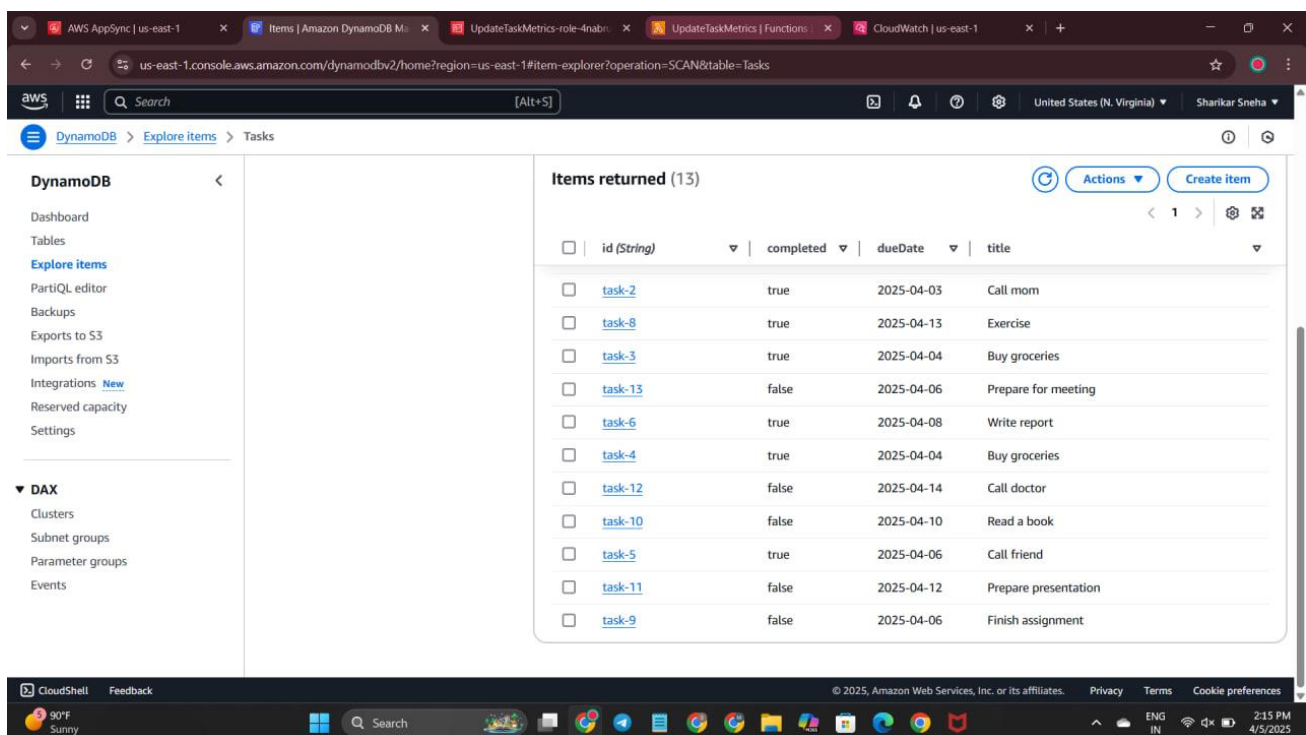 AWS AppSync | us-east-1
Items | Amazon DynamoDB Ma
UpdateTaskMetrics-role-4nabru
UpdateTaskMetrics | Functions
CloudWatch | us-east-1
us-east-1.console.aws.amazon.com/dynamodbv2/home?region=us-east-1#item-explorer?operation=SCAN&table=Tasks
aws Search [Alt+S] United States (N. Virginia) Sharikar Sneha
DynamoDB > Explore items > Tasks
DynamoDB
Dashboard
Tables
Explore items
PartiQL editor
Backups
Exports to S3
Imports from S3
Integrations New
Reserved capacity
Settings
DAX
Clusters
Subnet groups
Parameter groups
Events
Items returned (13)
Actions Create item
1
id (String) completed dueDate title
task-2 true 2025-04-03 Call mom
task-8 true 2025-04-13 Exercise
task-3 true 2025-04-04 Buy groceries
task-13 false 2025-04-06 Prepare for meeting
task-6 true 2025-04-08 Write report
task-4 true 2025-04-04 Buy groceries
task-12 false 2025-04-14 Call doctor
task-10 false 2025-04-10 Read a book
task-5 true 2025-04-06 Call friend
task-11 false 2025-04-12 Prepare presentation
task-9 false 2025-04-06 Finish assignment
CloudShell Feedback © 2025, Amazon Web Services, Inc. or its affiliates. Privacy Terms Cookie preferences
5 90°F
Sunny
Search
ENG
IN
2:15 PM
4/5/2025